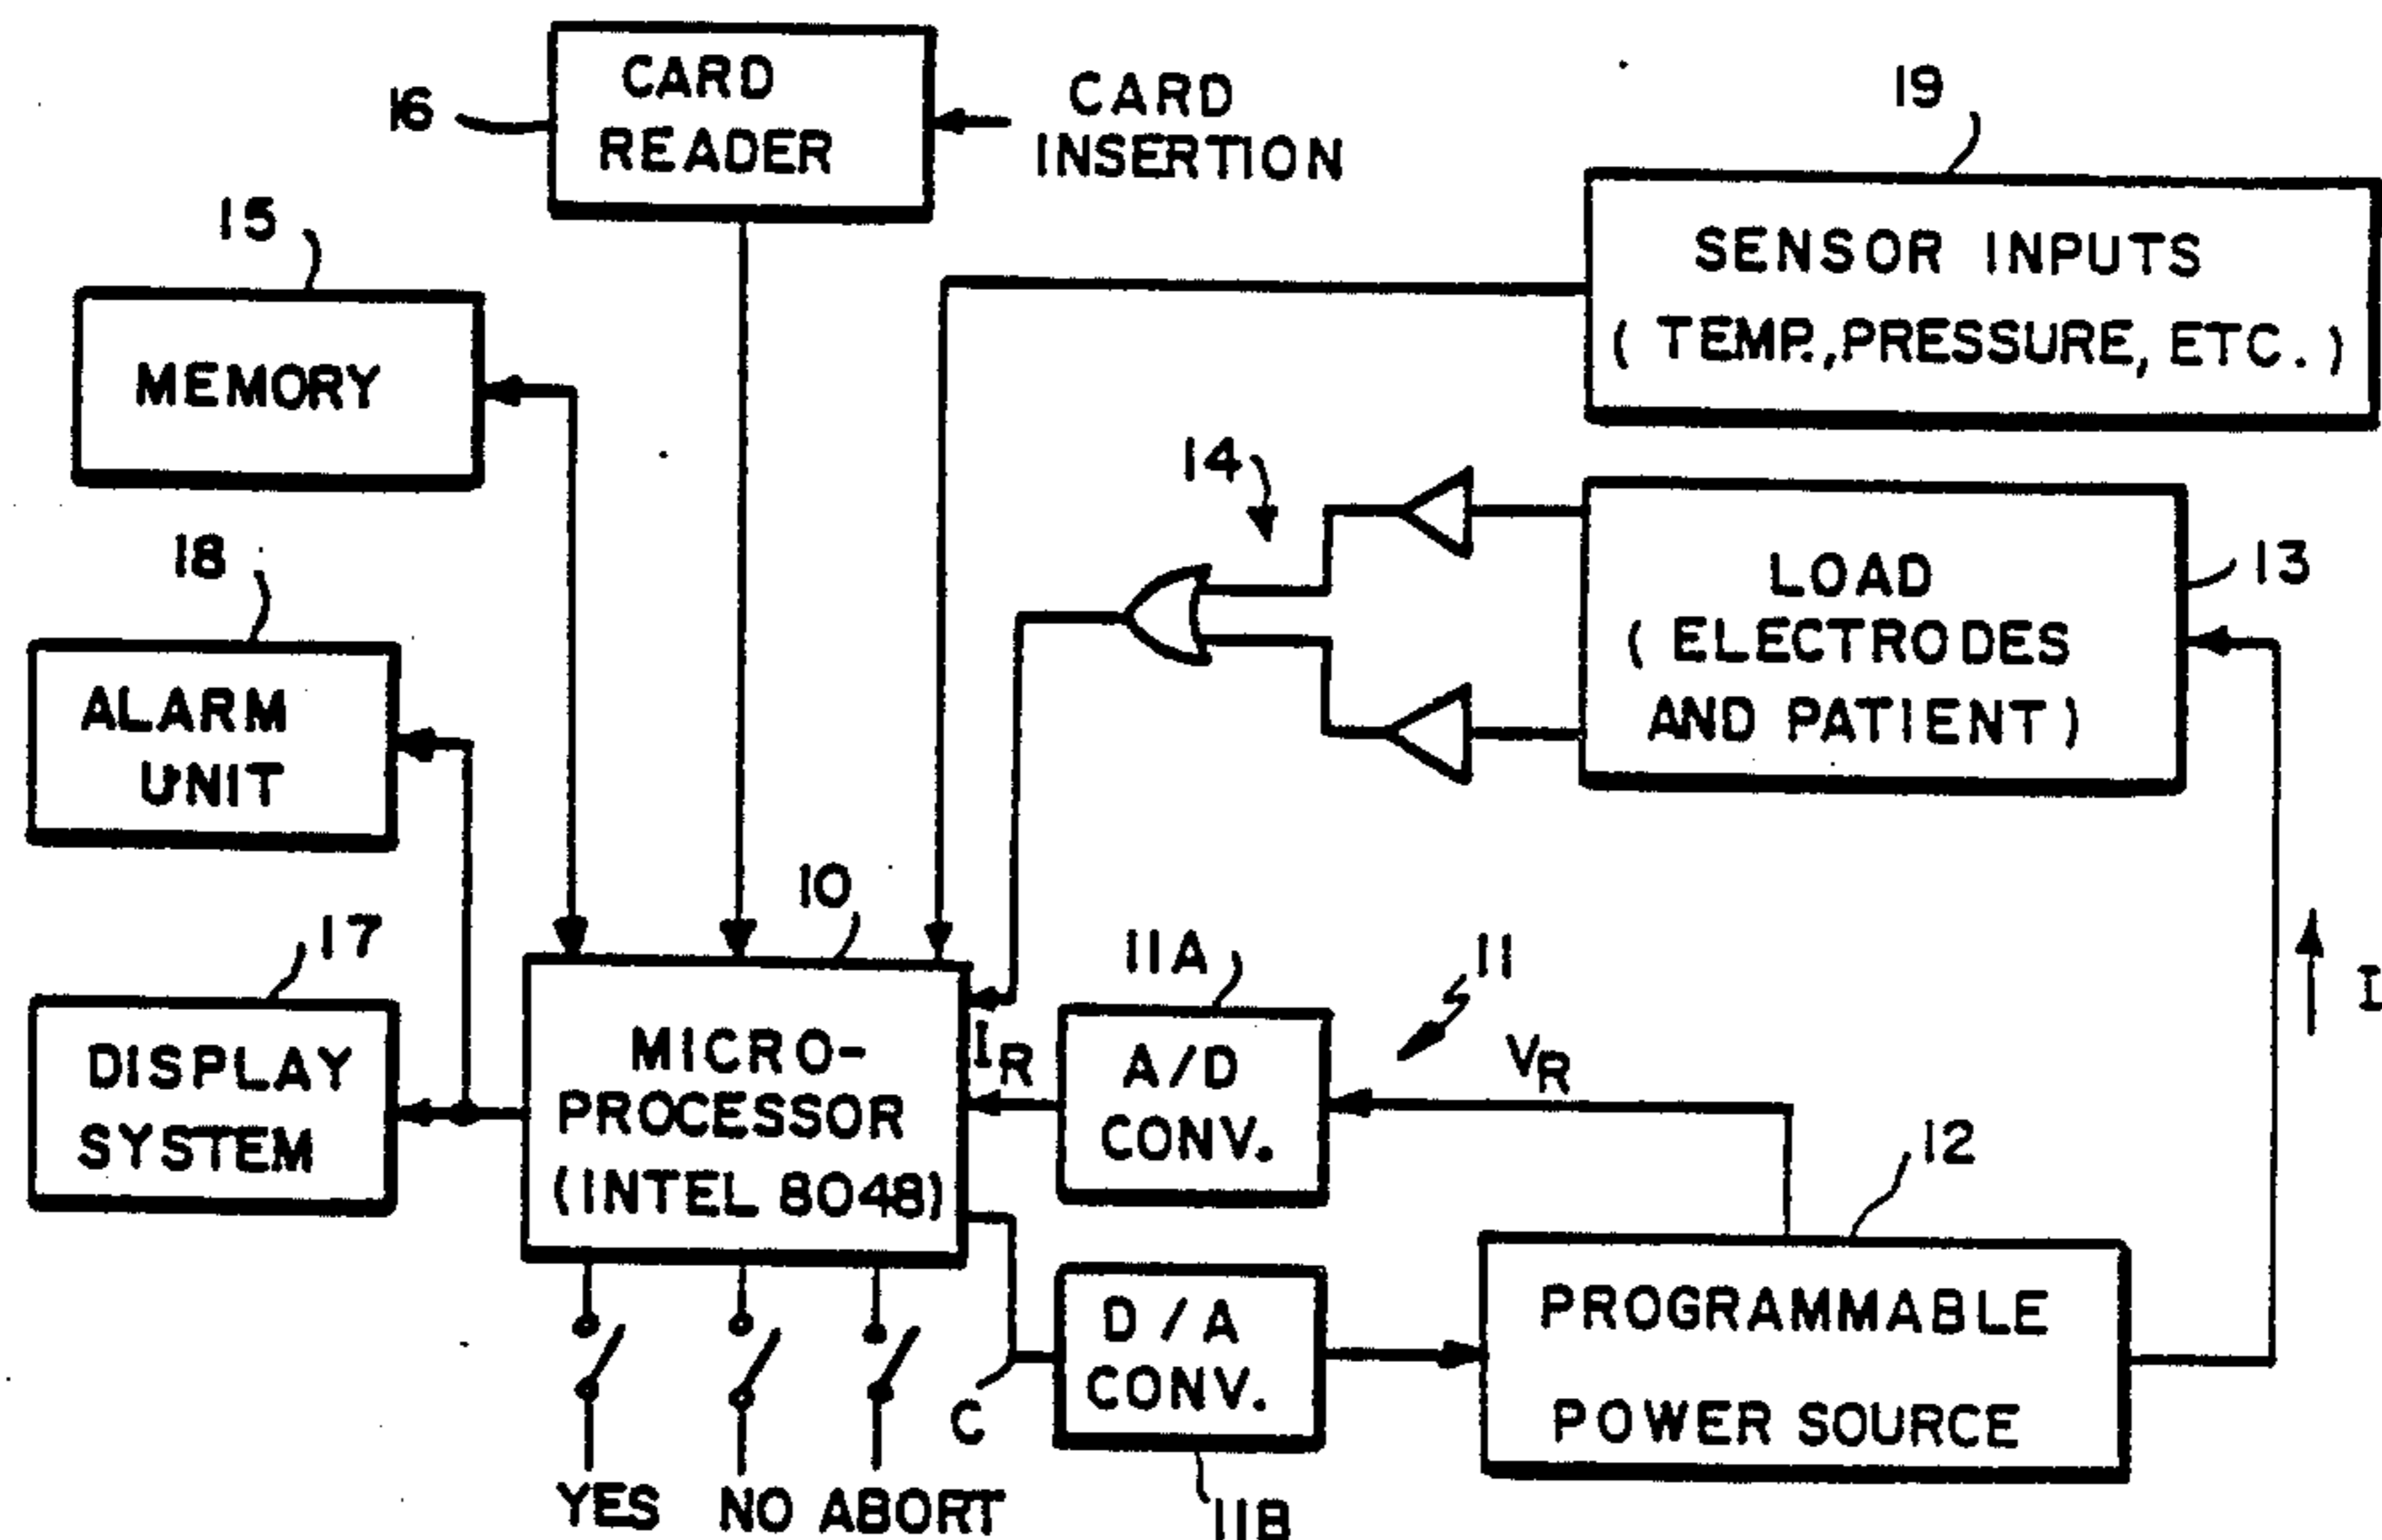 16
CARD
READER
CARD
INSERTION
19
SENSOR INPUTS
( TEMP., PRESSURE, ETC. )
15
MEMORY
14
LOAD
( ELECTRODES
AND PATIENT )
13
18
ALARM
UNIT
10
17
DISPLAY
SYSTEM
MICRO-
PROCESSOR
(INTEL 8048)
IR
11A
A/D
CONV.
11
VR
I
12
PROGRAMMABLE
POWER SOURCE
D / A
CONV.
C
11B
YES NO ABORT